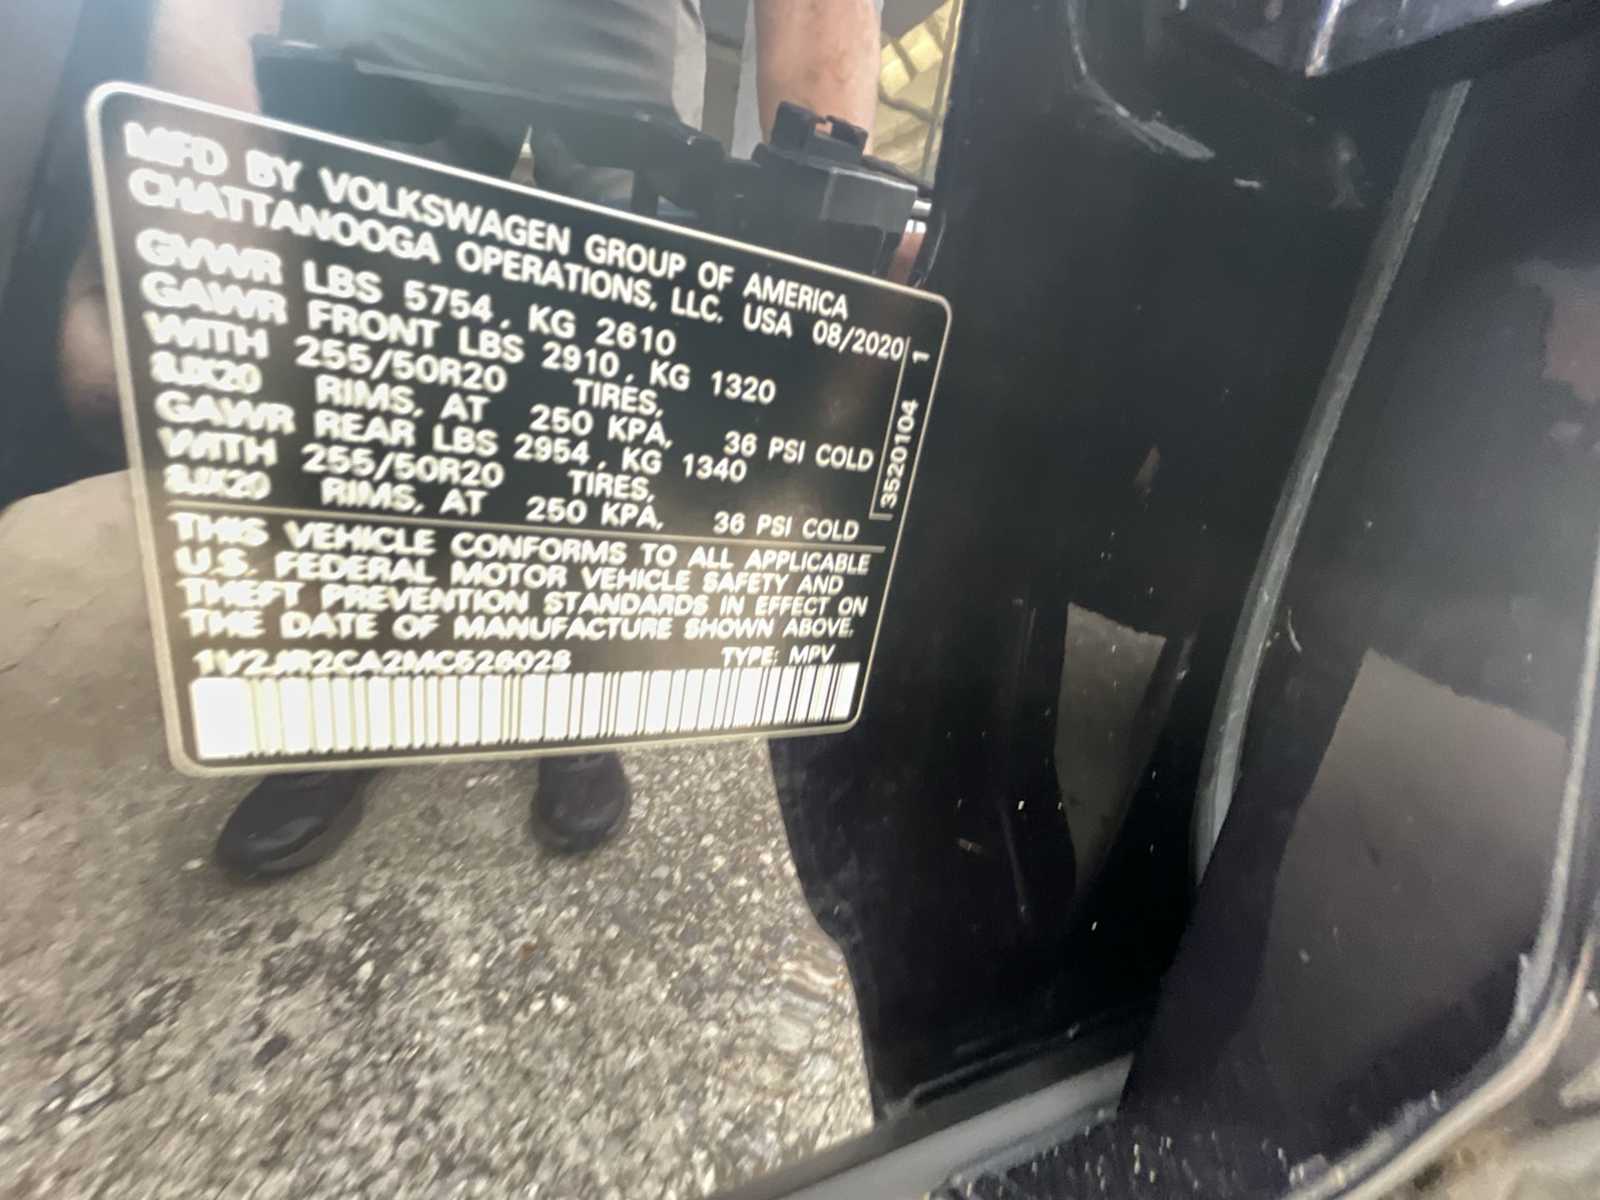 MFD BY VOLKSWAGEN GROUP OF AMERICA
CHATTANOOGA OPERATIONS, LLC. USA 08/2020
GVWR LBS 5754, KG 2610
GAWR FRONT LBS 2910, KG 1320
WITH 255/50R20 TIRES,
8JX20 RIMS, AT 250 KPA, 36 PSI COLD
GAWR REAR LBS 2954, KG 1340
WITH 255/50R20 TIRES,
8JX20 RIMS, AT 250 KPA, 36 PSI COLD
3520104 1
THIS VEHICLE CONFORMS TO ALL APPLICABLE
U.S. FEDERAL MOTOR VEHICLE SAFETY AND
THEFT PREVENTION STANDARDS IN EFFECT ON
THE DATE OF MANUFACTURE SHOWN ABOVE.
1V2JR2CA2MC526028 TYPE: MPV